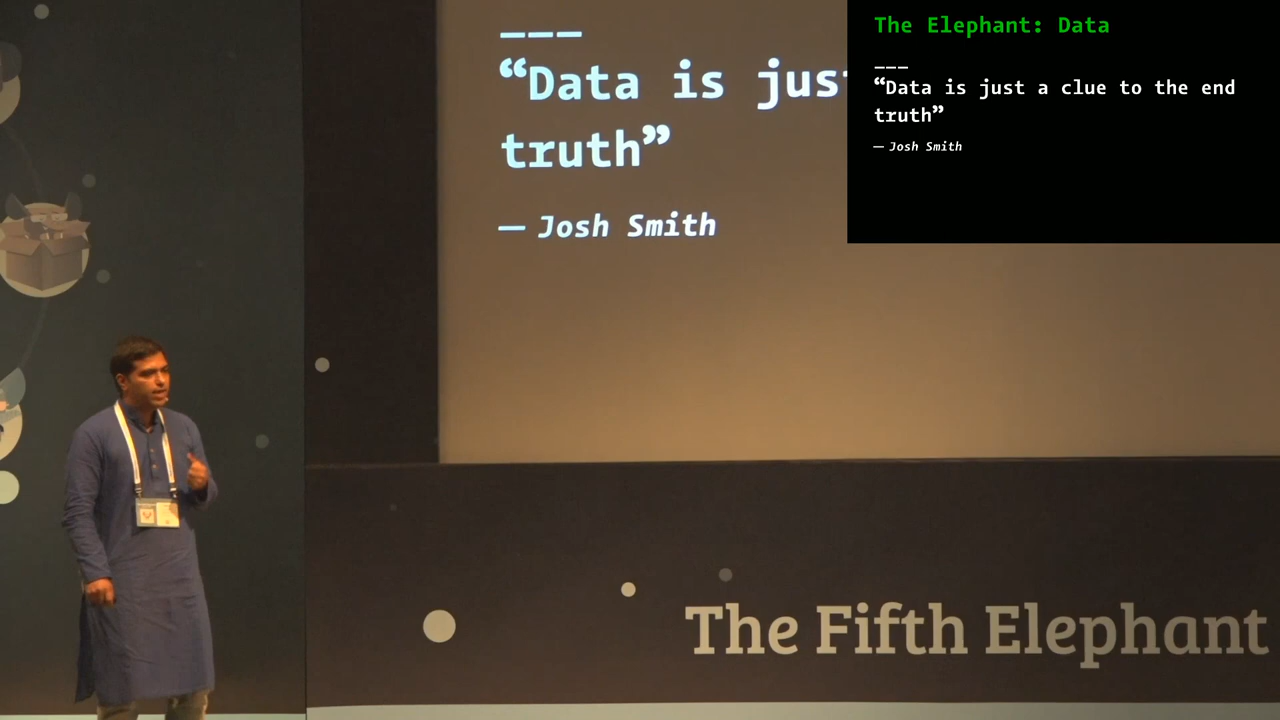 ———
“Data is jus
truth”
— Josh Smith
The Elephant: Data
———
“Data is just a clue to the end
truth”
— Josh Smith
The Fifth Elephant